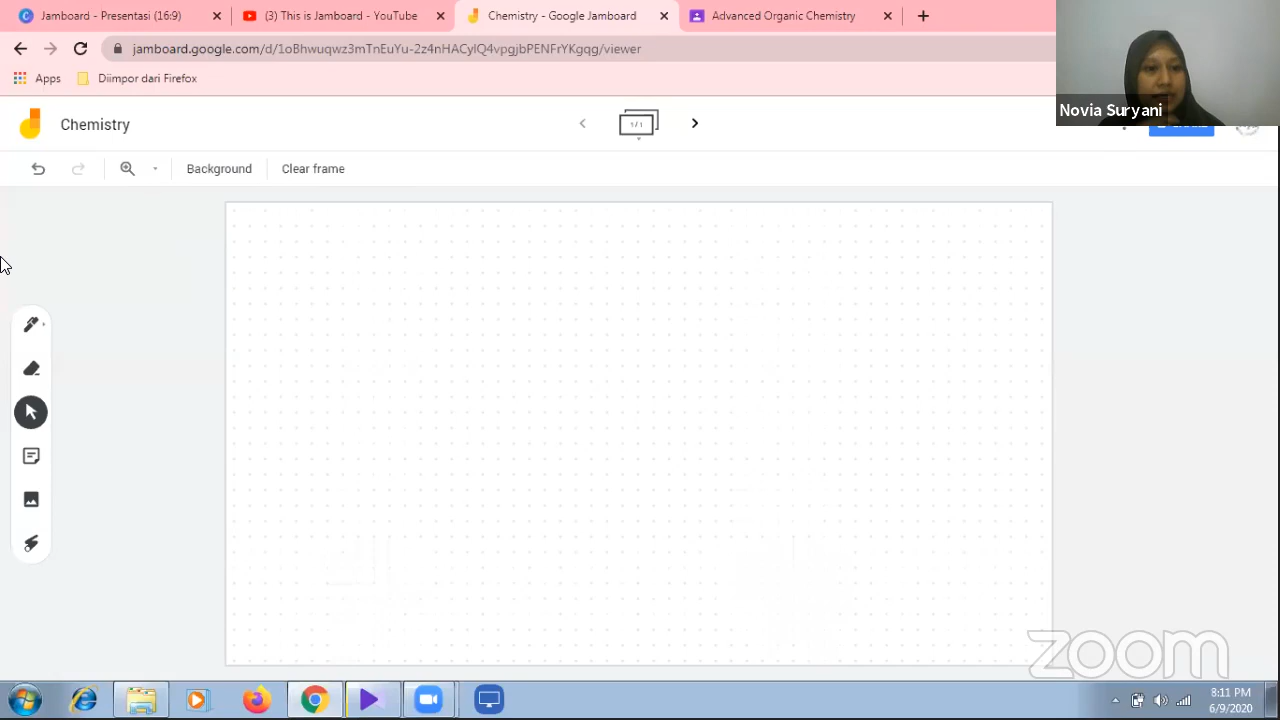 Jamboard - Presentasi (16:9)
(3) This is Jamboard - YouTube
Chemistry - Google Jamboard
Advanced Organic Chemistry
jamboard.google.com/d/1oBhwuqwz3mTnEuYu-2z4nHACylQ4vpgjbPENFrYKgqg/viewer
Apps
Diimpor dari Firefox
Novia Suryani
Chemistry
1/1
Background
Clear frame
zoom
8:11 PM
6/9/2020